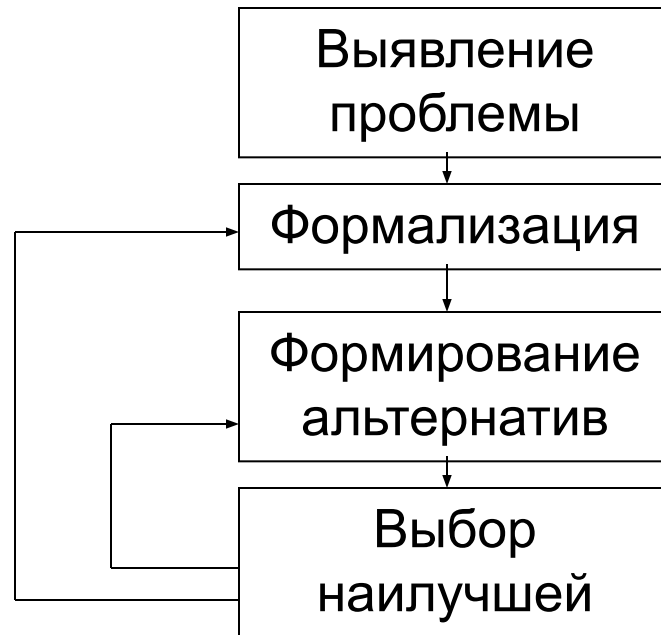 Выявление
проблемы
Формализация
Формирование
альтернатив
Выбор
наилучшей